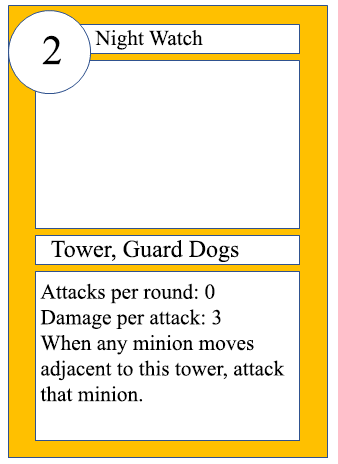 2
Night Watch
Tower, Guard Dogs
Attacks per round: 0
Damage per attack: 3
When any minion moves
adjacent to this tower, attack
that minion.